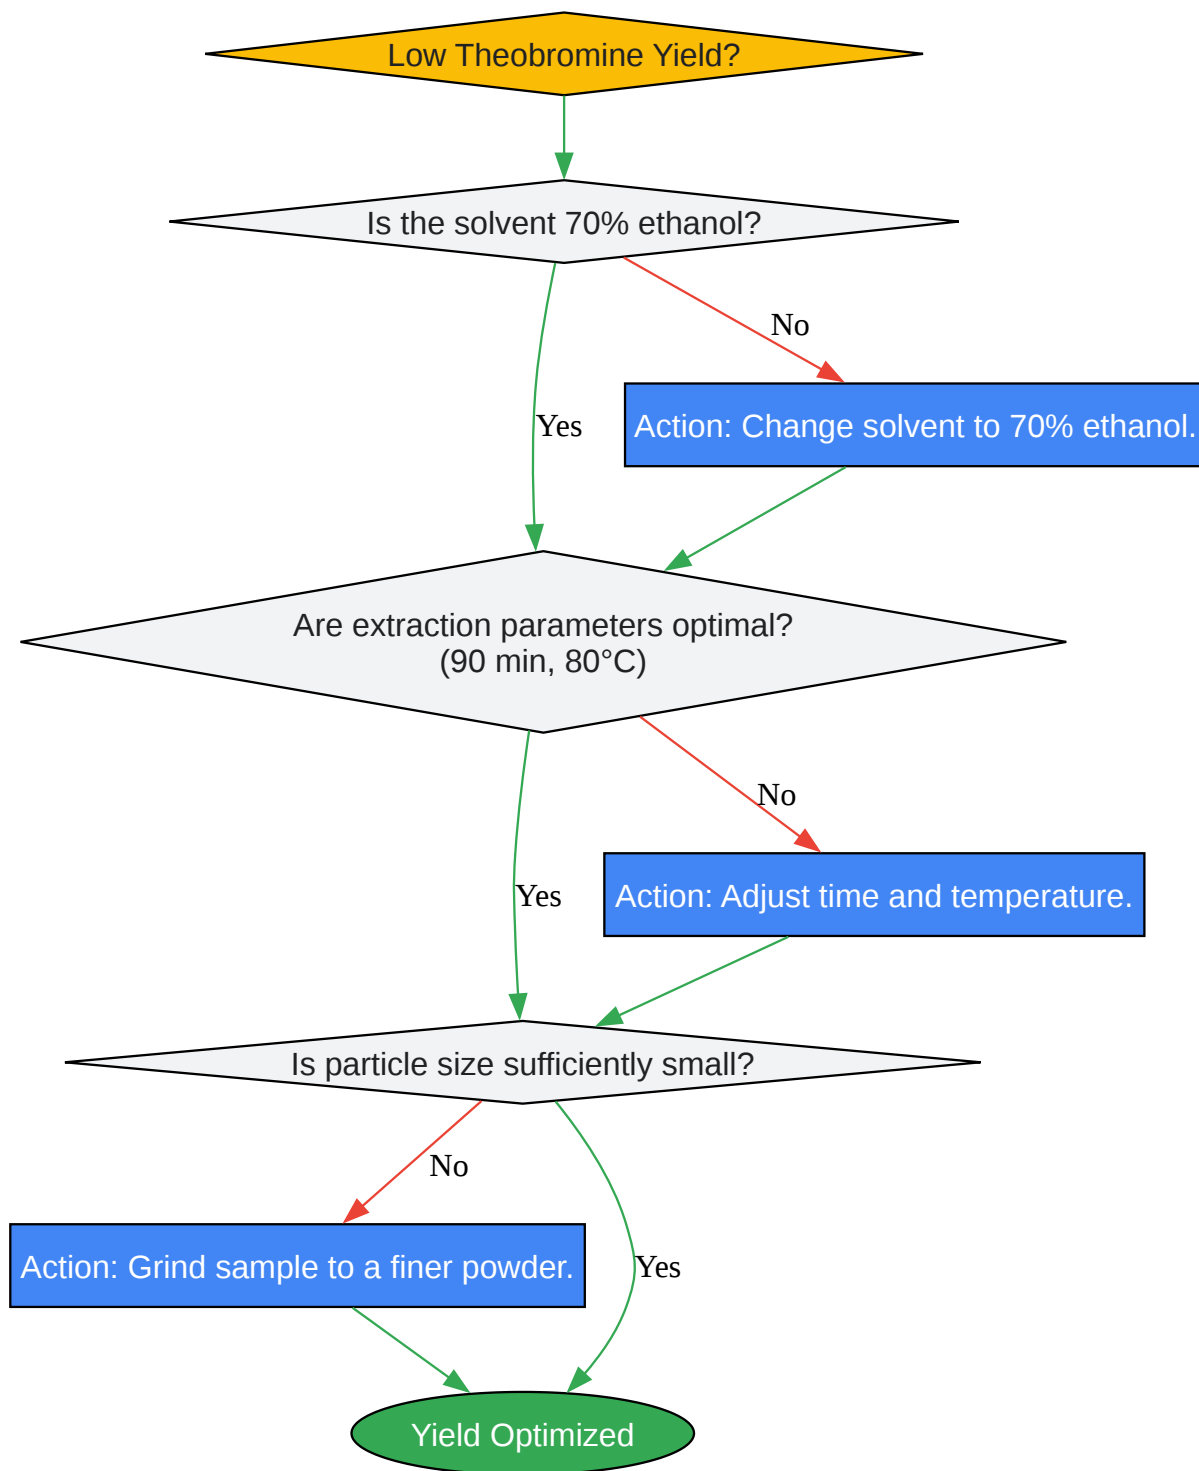 Low Theobromine Yield?
Is the solvent 70% ethanol?
No
Yes
Action: Change solvent to 70% ethanol.
Are extraction parameters optimal?
(90 min, 80°C)
No
Yes
Action: Adjust time and temperature.
Is particle size sufficiently small?
No
Action: Grind sample to a finer powder.
Yes
Yield Optimized